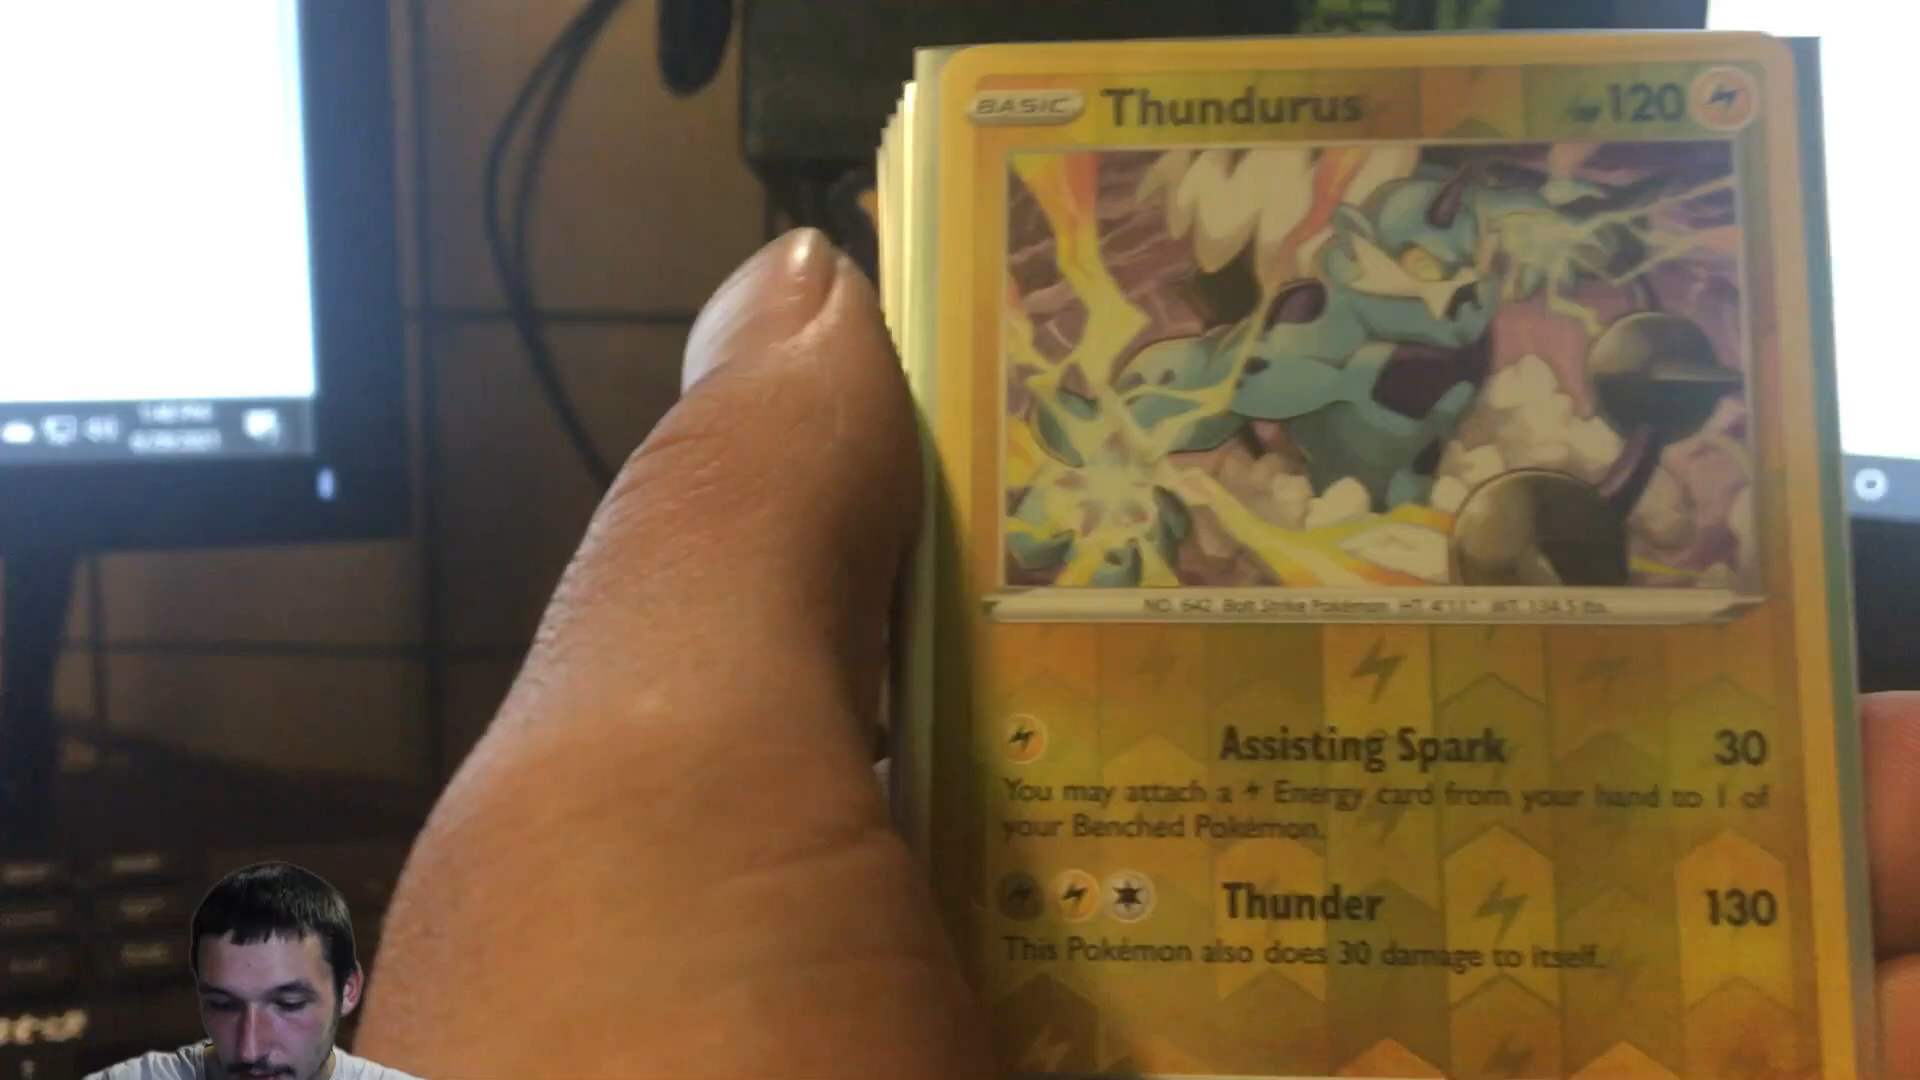 BASIC Thundurus 120
NO. 642 Bolt Strike Pokémon HT 4'11" WT. 134.5 lbs.
Assisting Spark 30
You may attach a Energy card from your hand to 1 of
your Benched Pokémon.
Thunder 130
This Pokémon also does 30 damage to itself.